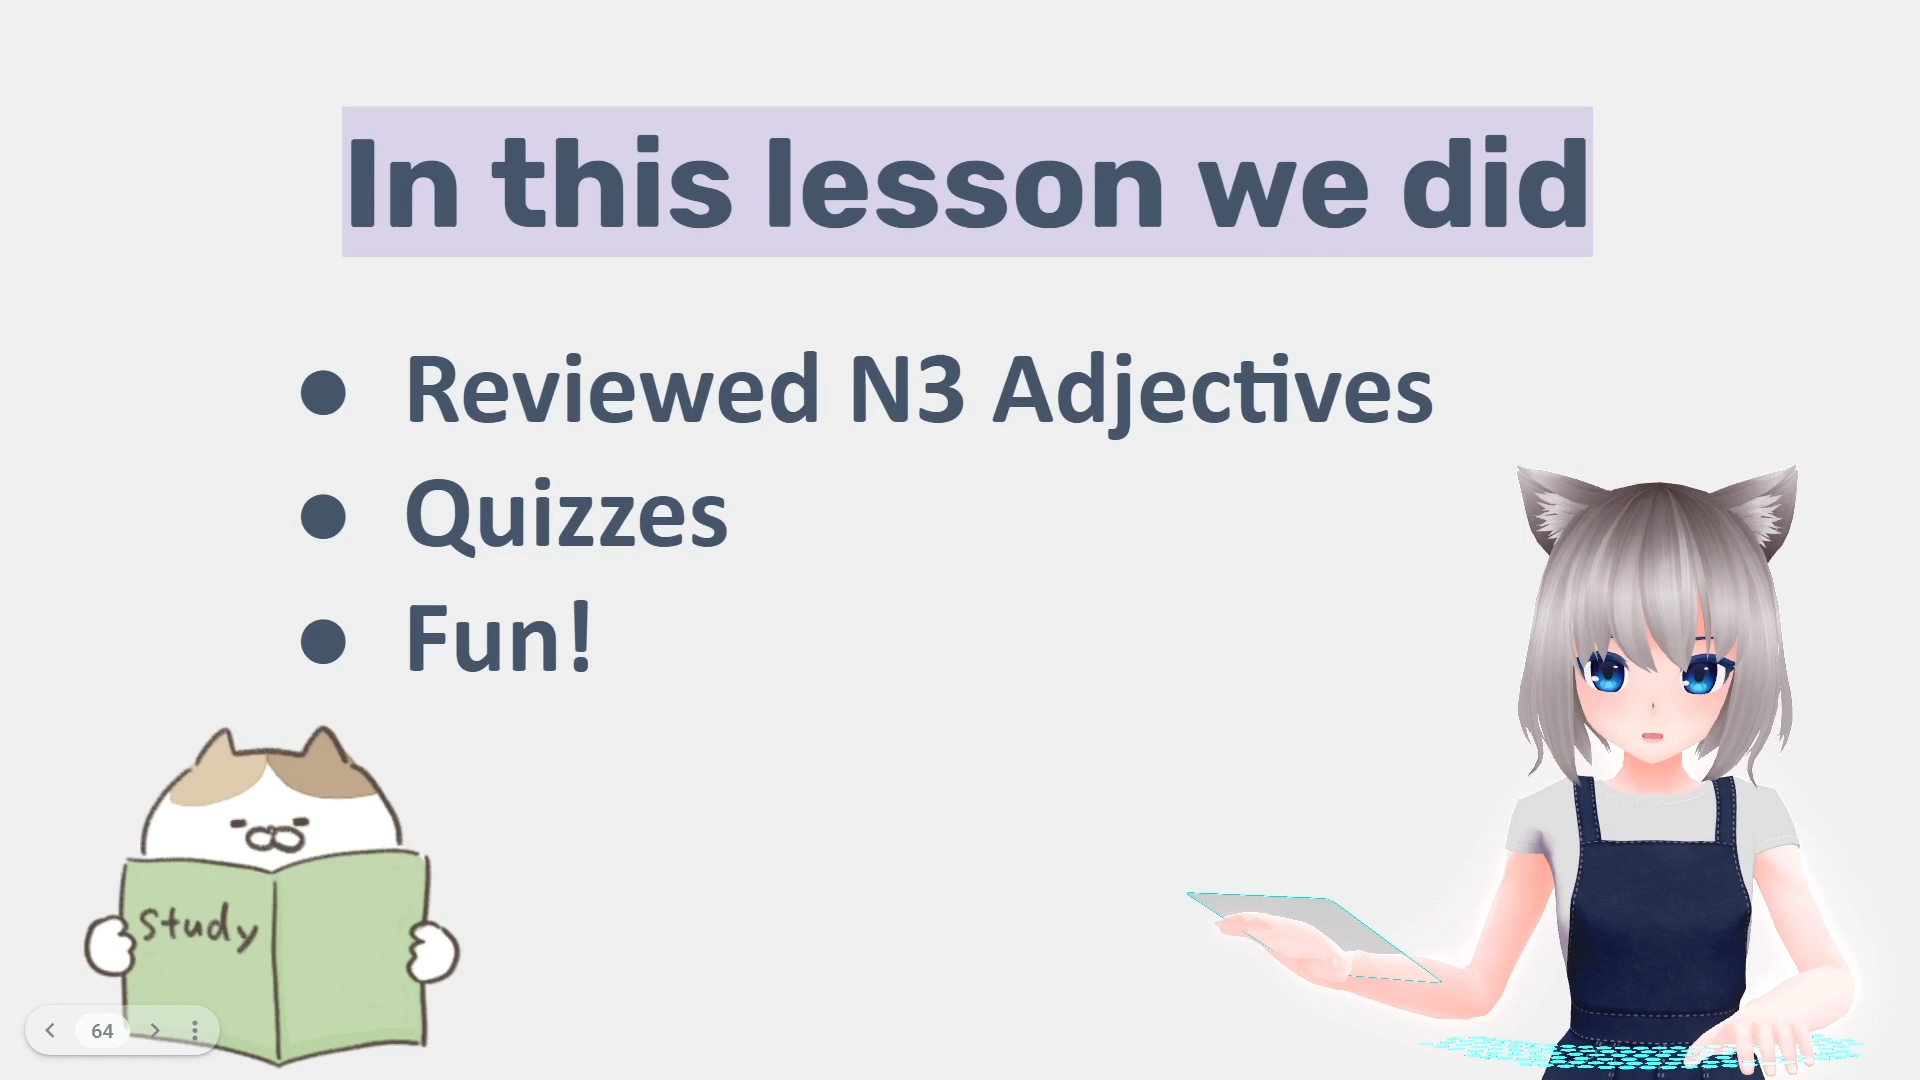 In this lesson we did
● Reviewed N3 Adjectives
● Quizzes
● Fun!
study
64